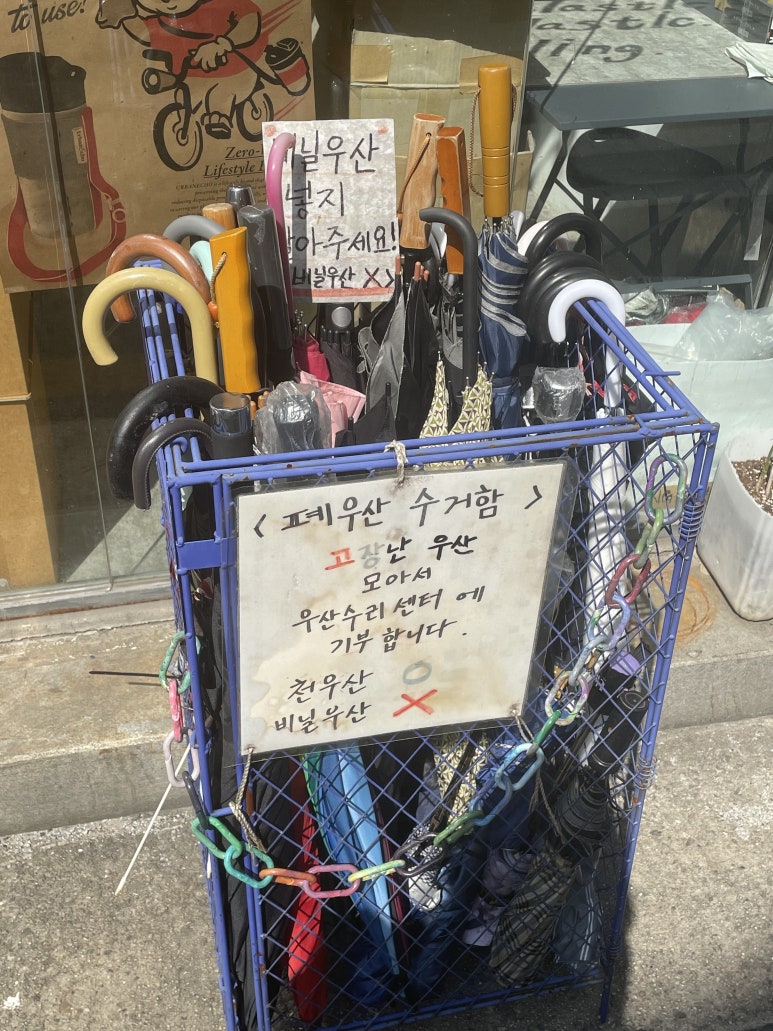 to use!
Zero-
Lifestyle
비닐우산
넣지
말아주세요!
비닐우산 XX
< 폐우산 수거함 >
고장난 우산
모아서
우산수리센터에
기부합니다.
천우산 O
비닐우산 X